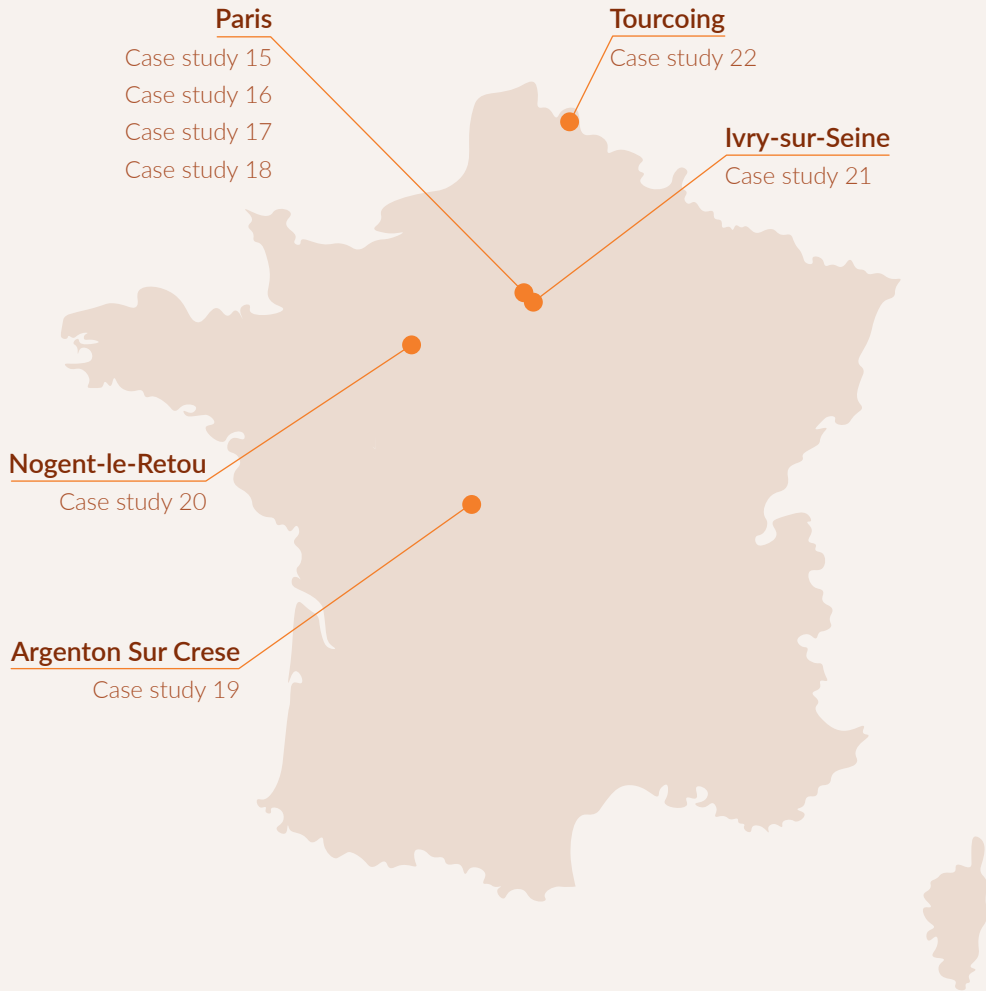 Paris
Case study 15
Case study 16
Case study 17
Case study 18
Tourcoing
Case study 22
Ivry-sur-Seine
Case study 21
Nogent-le-Retou
Case study 20
Argenton Sur Crese
Case study 19